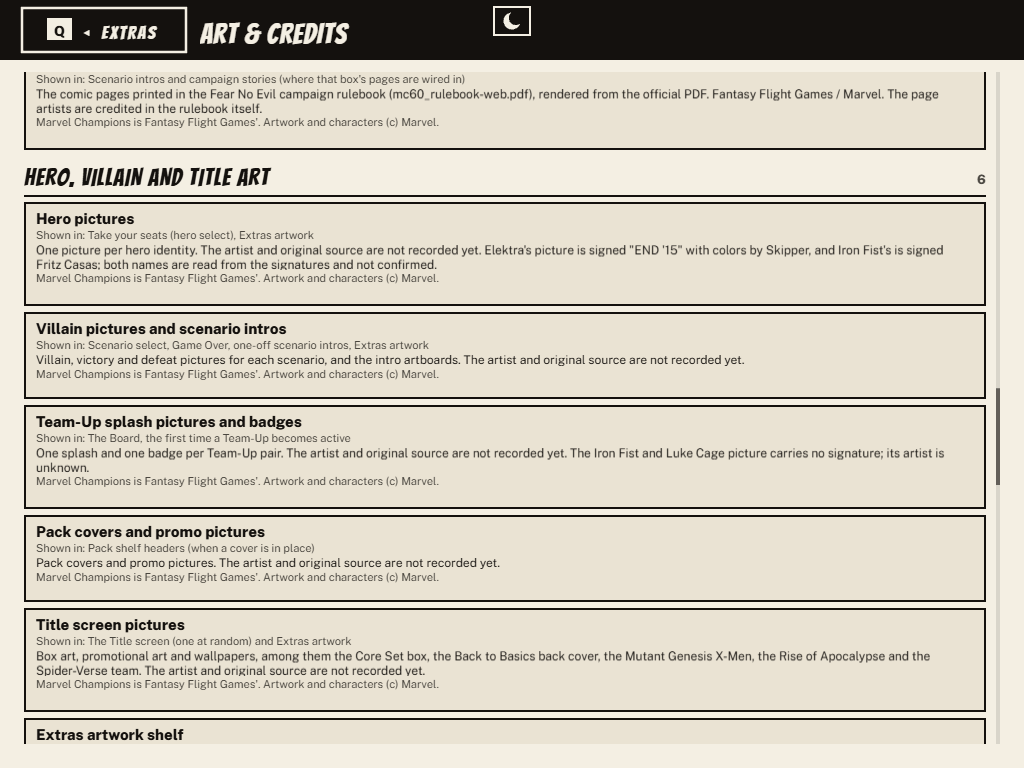 Q ◂ EXTRAS
ART & CREDITS
Shown in: Scenario intros and campaign stories (where that box's pages are wired in)
The comic pages printed in the Fear No Evil campaign rulebook (mc60_rulebook-web.pdf), rendered from the official PDF. Fantasy Flight Games / Marvel. The page
artists are credited in the rulebook itself.
Marvel Champions is Fantasy Flight Games'. Artwork and characters (c) Marvel.
HERO, VILLAIN AND TITLE ART
6
Hero pictures
Shown in: Take your seats (hero select), Extras artwork
One picture per hero identity. The artist and original source are not recorded yet. Elektra's picture is signed "END '15" with colors by Skipper, and Iron Fist's is signed
Fritz Casas; both names are read from the signatures and not confirmed.
Marvel Champions is Fantasy Flight Games'. Artwork and characters (c) Marvel.
Villain pictures and scenario intros
Shown in: Scenario select, Game Over, one-off scenario intros, Extras artwork
Villain, victory and defeat pictures for each scenario, and the intro artboards. The artist and original source are not recorded yet.
Marvel Champions is Fantasy Flight Games'. Artwork and characters (c) Marvel.
Team-Up splash pictures and badges
Shown in: The Board, the first time a Team-Up becomes active
One splash and one badge per Team-Up pair. The artist and original source are not recorded yet. The Iron Fist and Luke Cage picture carries no signature; its artist is
unknown.
Marvel Champions is Fantasy Flight Games'. Artwork and characters (c) Marvel.
Pack covers and promo pictures
Shown in: Pack shelf headers (when a cover is in place)
Pack covers and promo pictures. The artist and original source are not recorded yet.
Marvel Champions is Fantasy Flight Games'. Artwork and characters (c) Marvel.
Title screen pictures
Shown in: The Title screen (one at random) and Extras artwork
Box art, promotional art and wallpapers, among them the Core Set box, the Back to Basics back cover, the Mutant Genesis X-Men, the Rise of Apocalypse and the
Spider-Verse team. The artist and original source are not recorded yet.
Marvel Champions is Fantasy Flight Games'. Artwork and characters (c) Marvel.
Extras artwork shelf